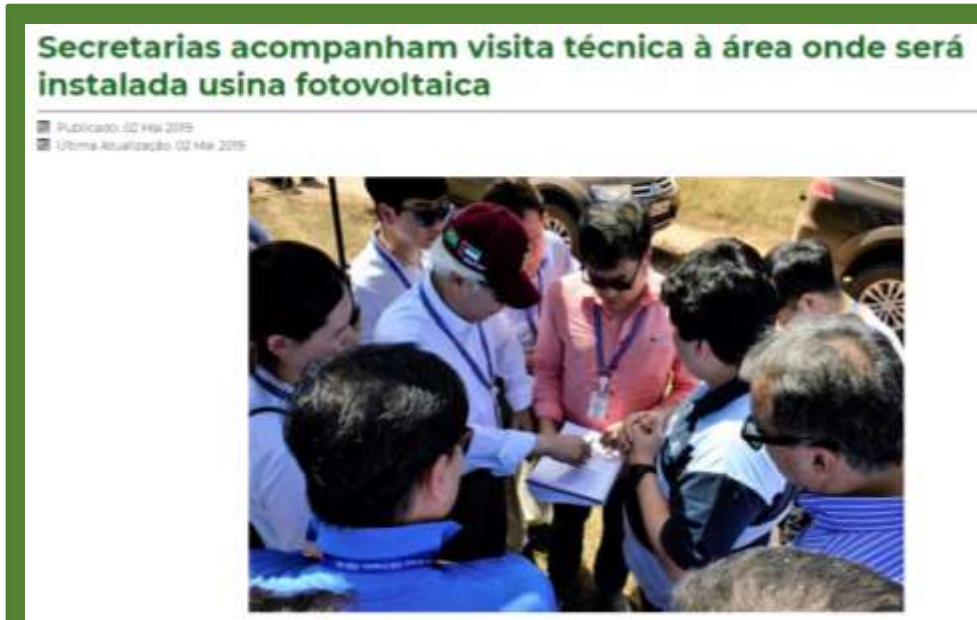 Secretarias acompanham visita técnica à área onde será
instalada usina fotovoltaica
Publicado: 02 Mai 2019
Última Atualização: 02 Mai 2019